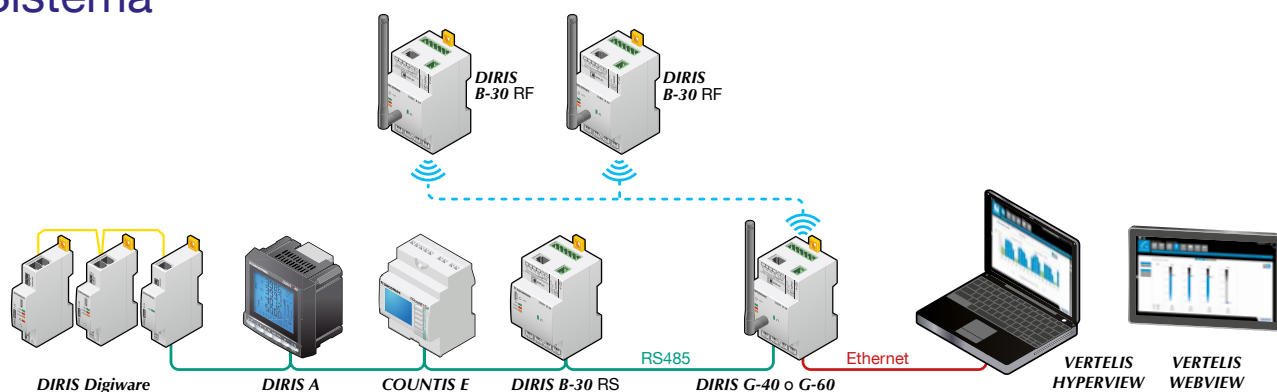 Sistema
DIRIS
B-30 RF
DIRIS
B-30 RF
RS485
Ethernet
DIRIS Digiware
DIRIS A
COUNTIS E
DIRIS B-30 RS
DIRIS G-40 o G-60
VERTELIS
HYPERVIEW
VERTELIS
WEBVIEW